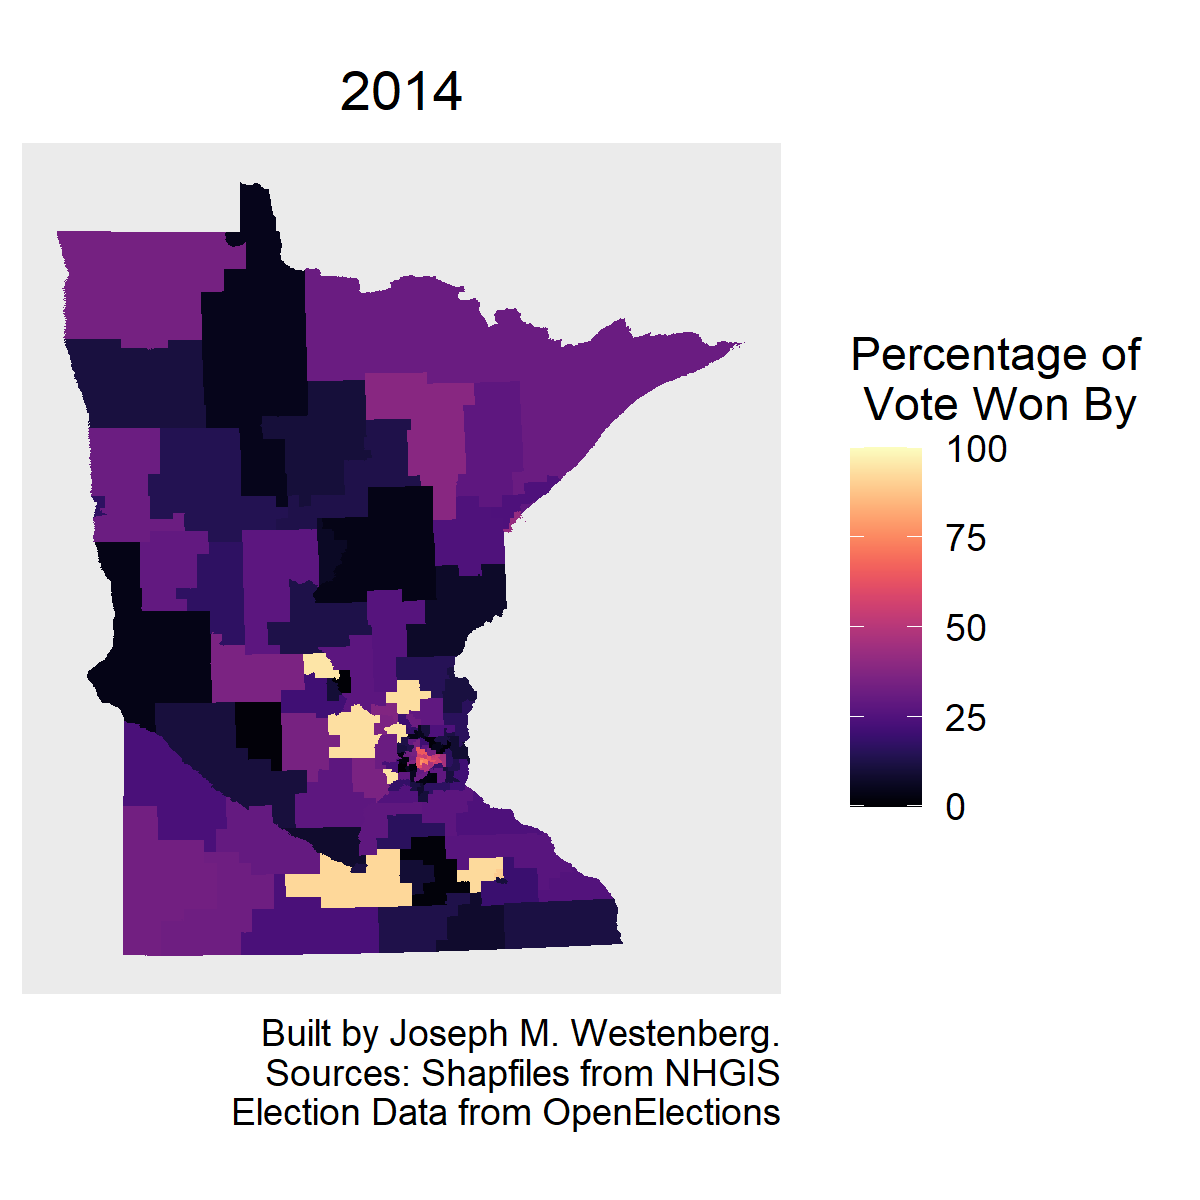 2014
Percentage of
Vote Won By
100
75
50
25
0
Built by Joseph M. Westenberg.
Sources: Shapfiles from NHGIS
Election Data from OpenElections